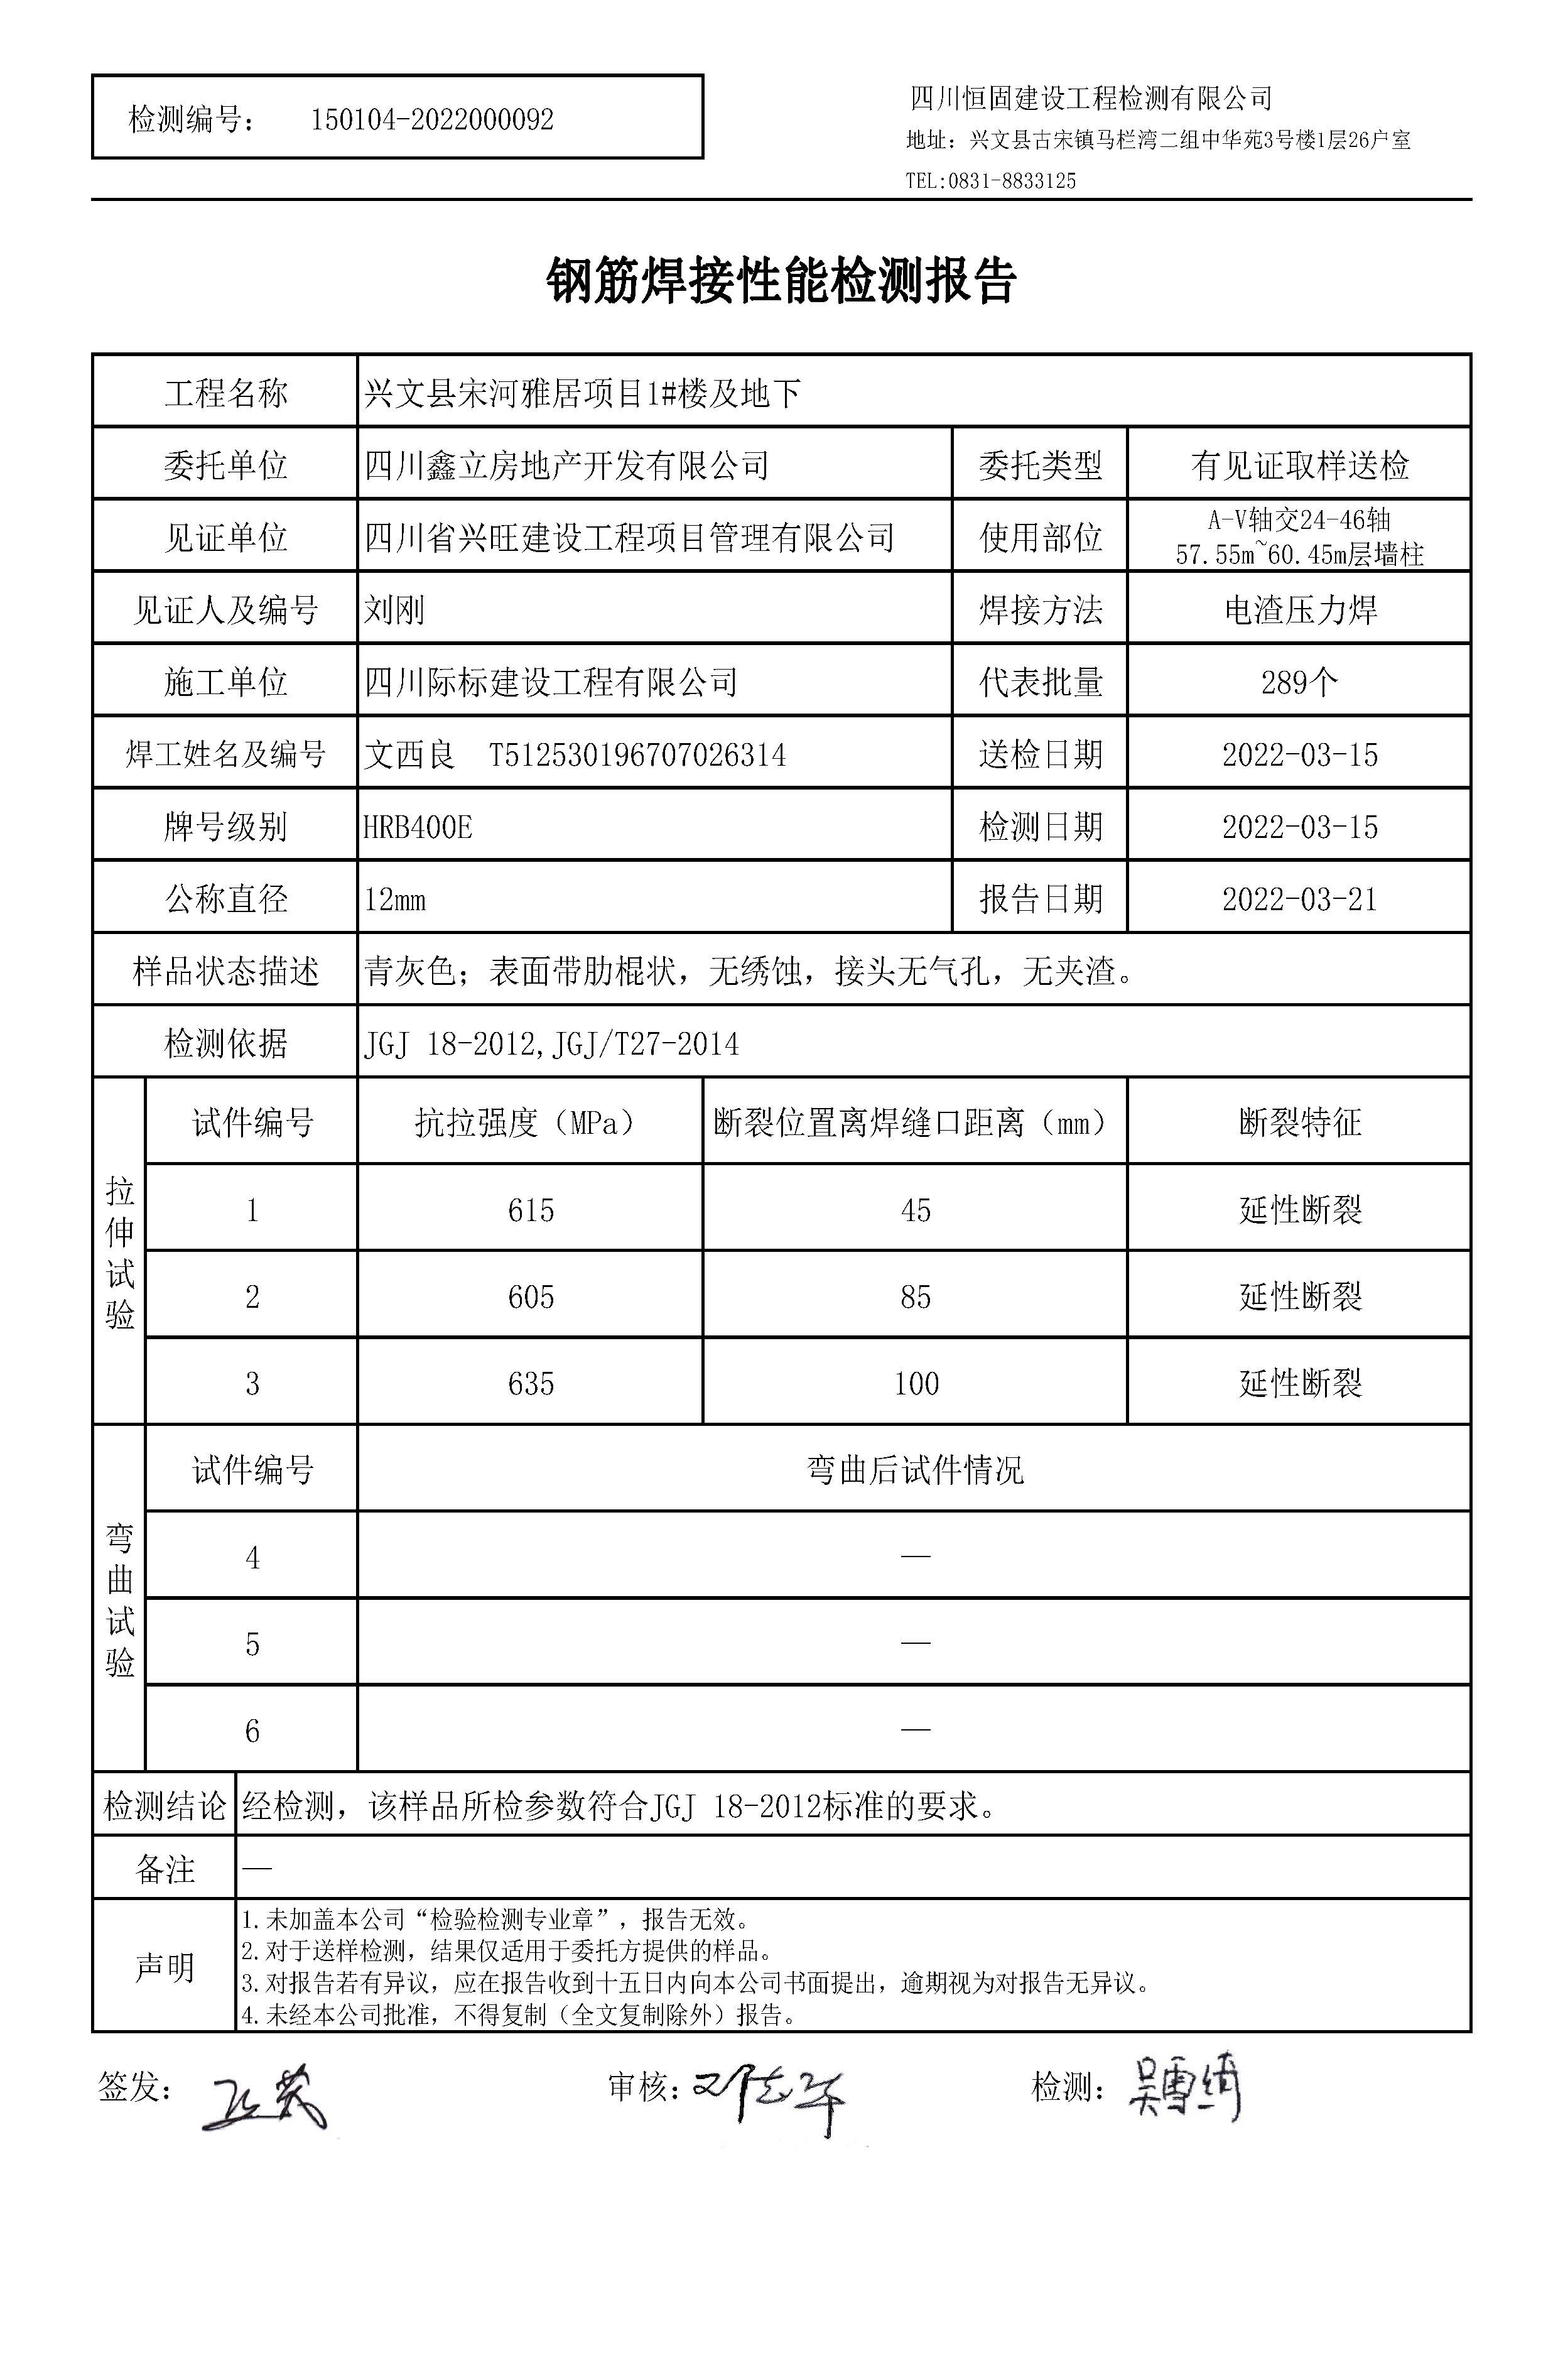 检测编号： 150104-2022000092
四川恒固建设工程检测有限公司
地址：兴文县古宋镇马栏湾二组中华苑3号楼1层26户室
TEL:0831-8833125
钢筋焊接性能检测报告
工程名称 兴文县宋河雅居项目1#楼及地下
委托单位 四川鑫立房地产开发有限公司 委托类型 有见证取样送检
见证单位 四川省兴旺建设工程项目管理有限公司 使用部位 A-V轴交24-46轴
57.55m~60.45m层墙柱
见证人及编号 刘刚 焊接方法 电渣压力焊
施工单位 四川际标建设工程有限公司 代表批量 289个
焊工姓名及编号 文西良 T512530196707026314 送检日期 2022-03-15
牌号级别 HRB400E 检测日期 2022-03-15
公称直径 12mm 报告日期 2022-03-21
样品状态描述 青灰色；表面带肋棍状，无绣蚀，接头无气孔，无夹渣。
检测依据 JGJ 18-2012,JGJ/T27-2014
拉伸试验
试件编号 抗拉强度（MPa） 断裂位置离焊缝口距离（mm） 断裂特征
1 615 45 延性断裂
2 605 85 延性断裂
3 635 100 延性断裂
弯曲试验
试件编号 弯曲后试件情况
4 —
5 —
6 —
检测结论 经检测，该样品所检参数符合JGJ 18-2012标准的要求。
备注 —
声明
1.未加盖本公司“检验检测专业章”，报告无效。
2.对于送样检测，结果仅适用于委托方提供的样品。
3.对报告若有异议，应在报告收到十五日内向本公司书面提出，逾期视为对报告无异议。
4.未经本公司批准，不得复制（全文复制除外）报告。
签发： 审核： 检测：吴雪绮